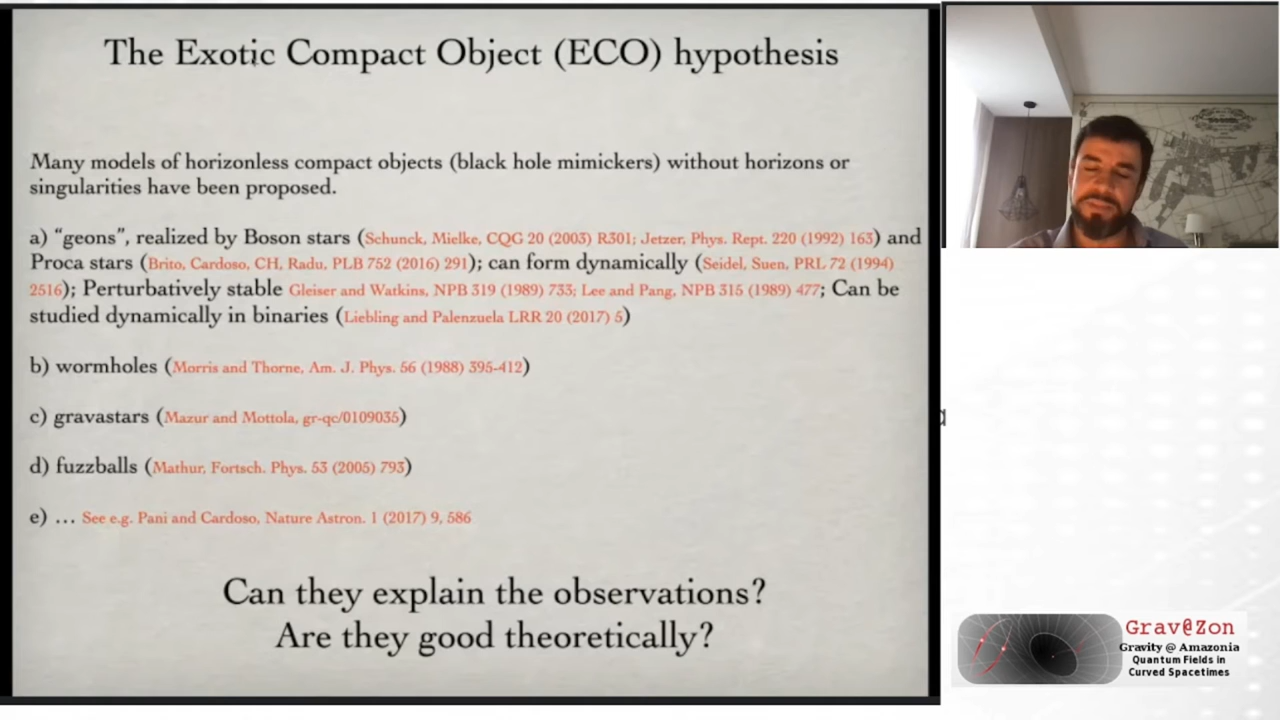 The Exotic Compact Object (ECO) hypothesis
Many models of horizonless compact objects (black hole mimickers) without horizons or
singularities have been proposed.
a) “geons”, realized by Boson stars (Schunck, Mielke, CQG 20 (2003) R301; Jetzer, Phys. Rept. 220 (1992) 163) and
Proca stars (Brito, Cardoso, CH, Radu, PLB 752 (2016) 291); can form dynamically (Seidel, Suen, PRL 72 (1994)
2516); Perturbatively stable Gleiser and Watkins, NPB 319 (1989) 733; Lee and Pang, NPB 315 (1989) 477; Can be
studied dynamically in binaries (Liebling and Palenzuela LRR 20 (2017) 5)
b) wormholes (Morris and Thorne, Am. J. Phys. 56 (1988) 395-412)
c) gravastars (Mazur and Mottola, gr-qc/0109035)
d) fuzzballs (Mathur, Fortsch. Phys. 53 (2005) 793)
e) … See e.g. Pani and Cardoso, Nature Astron. 1 (2017) 9, 586
Can they explain the observations?
Are they good theoretically?
Grav@Zon
Gravity @ Amazonia
Quantum Fields in
Curved Spacetimes